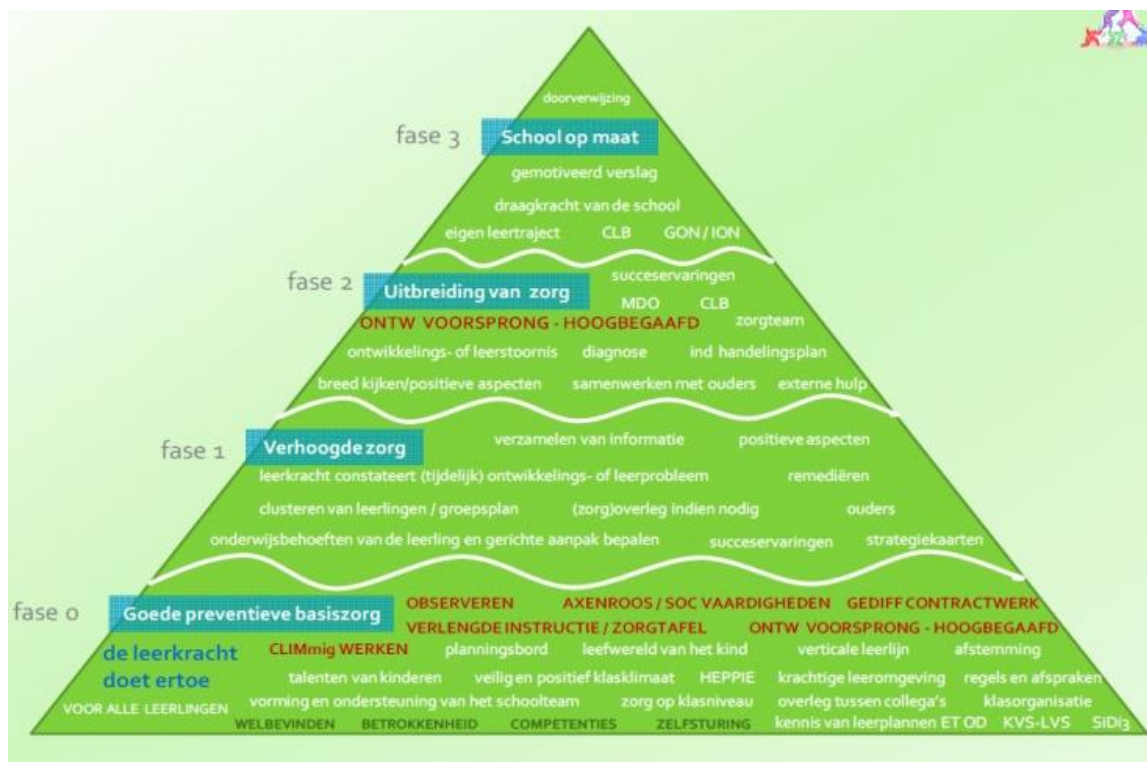 doorverwijzing
fase 3 School op maat
gemotiveerd verslag
draagkracht van de school
eigen leertraject CLB GON / ION
succeservaringen
fase 2 Uitbreiding van zorg
MDO CLB
ONTW VOORSPRONG - HOOGBEGAAFD zorgteam
ontwikkelings- of leerstoornis diagnose ind handelingsplan
breed kijken/positieve aspecten samenwerken met ouders externe hulp
fase 1 Verhoogde zorg verzamelen van informatie positieve aspecten
leerkracht constateert (tijdelijk) ontwikkelings- of leerprobleem remediëren
clusteren van leerlingen / groepsplan (zorg)overleg indien nodig ouders
onderwijsbehoeften van de leerling en gerichte aanpak bepalen succeservaringen strategiekaarten
fase 0 Goede preventieve basiszorg OBSERVEREN AXENROOS / SOC VAARDIGHEDEN GEDIFF CONTRACTWERK
VERLENGDE INSTRUCTIE / ZORGTAFEL ONTW VOORSPRONG - HOOGBEGAAFD
de leerkracht CLIMmig WERKEN planningsbord leefwereld van het kind verticale leerlijn afstemming
doet ertoe talenten van kinderen veilig en positief klasklimaat HEPPIE krachtige leeromgeving regels en afspraken
VOOR ALLE LEERLINGEN vorming en ondersteuning van het schoolteam zorg op klasniveau overleg tussen collega's klasorganisatie
WELBEVINDEN BETROKKENHEID COMPETENTIES ZELFSTURING kennis van leerplannen ET OD KVS-LVS SiDi3